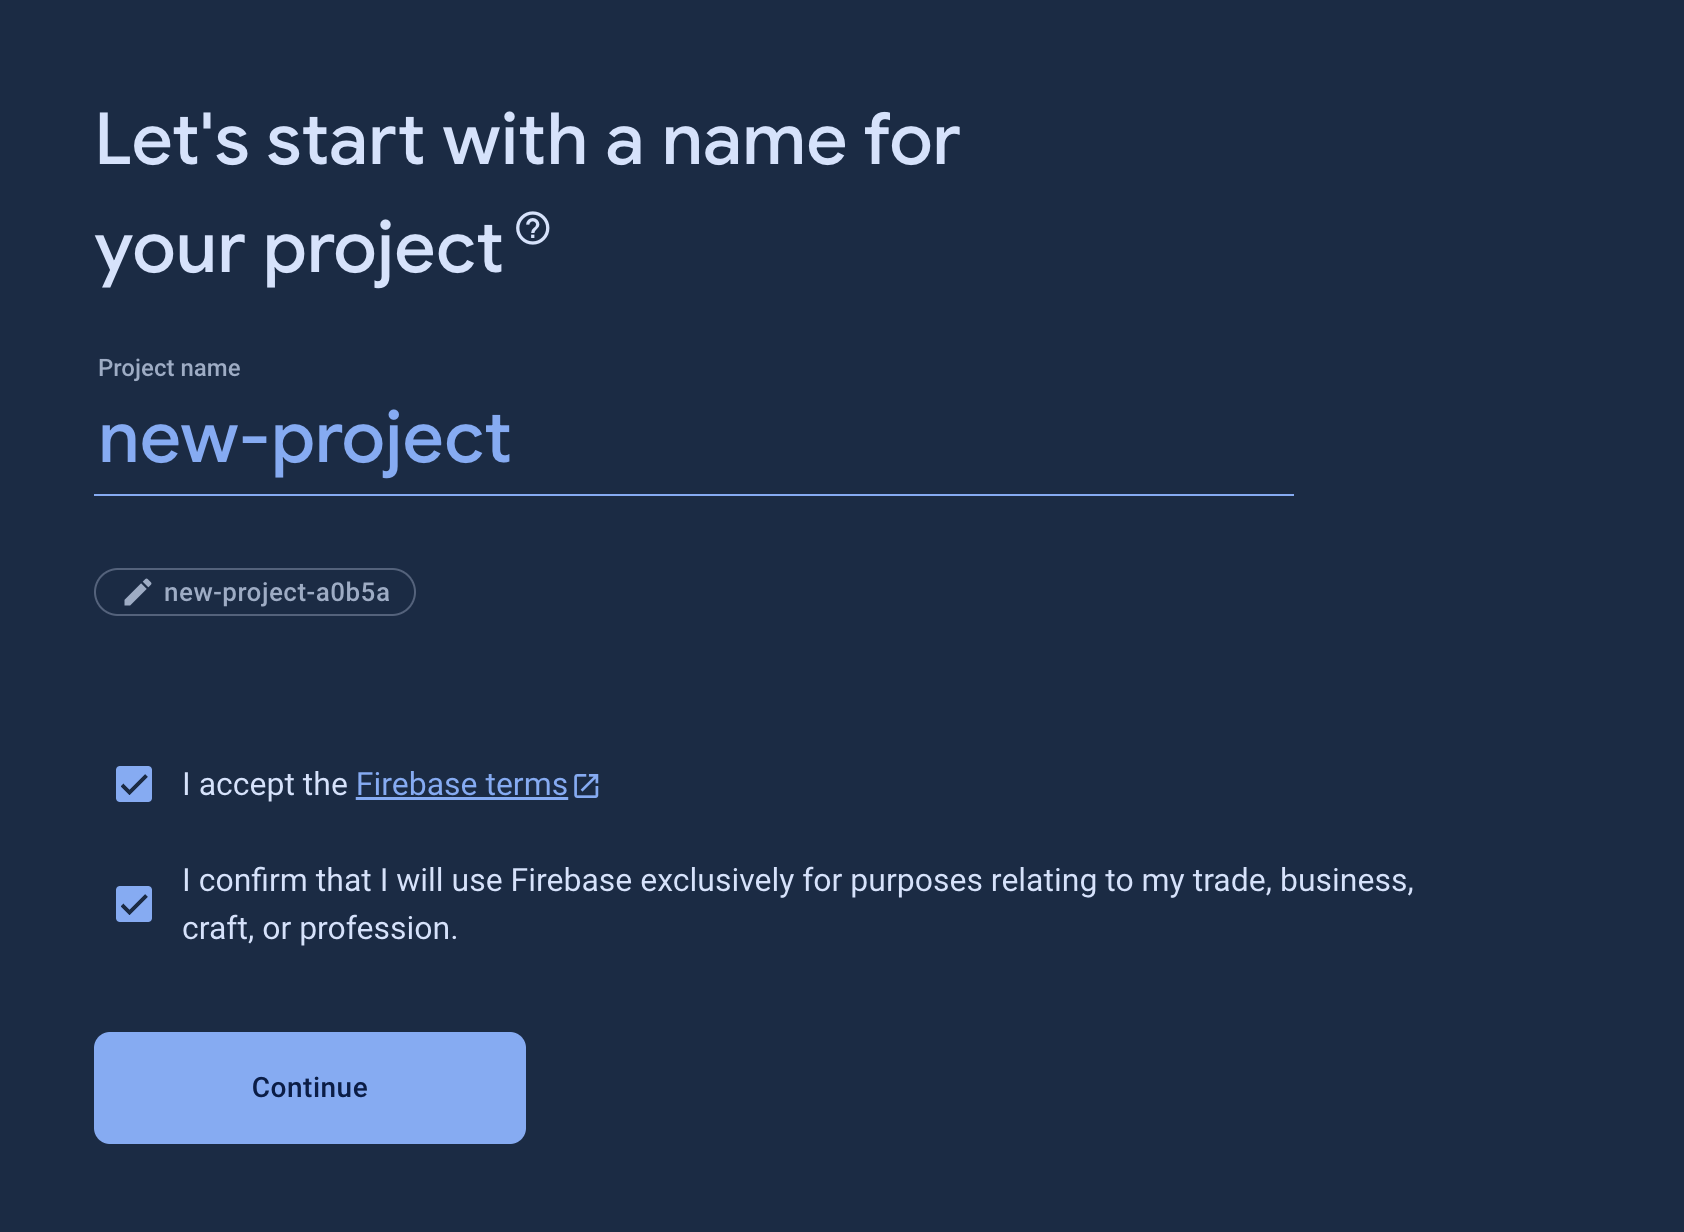 Let's start with a name for
your project
Project name
new-project
new-project-a0b5a
I accept the Firebase terms
I confirm that I will use Firebase exclusively for purposes relating to my trade, business,
craft, or profession.
Continue